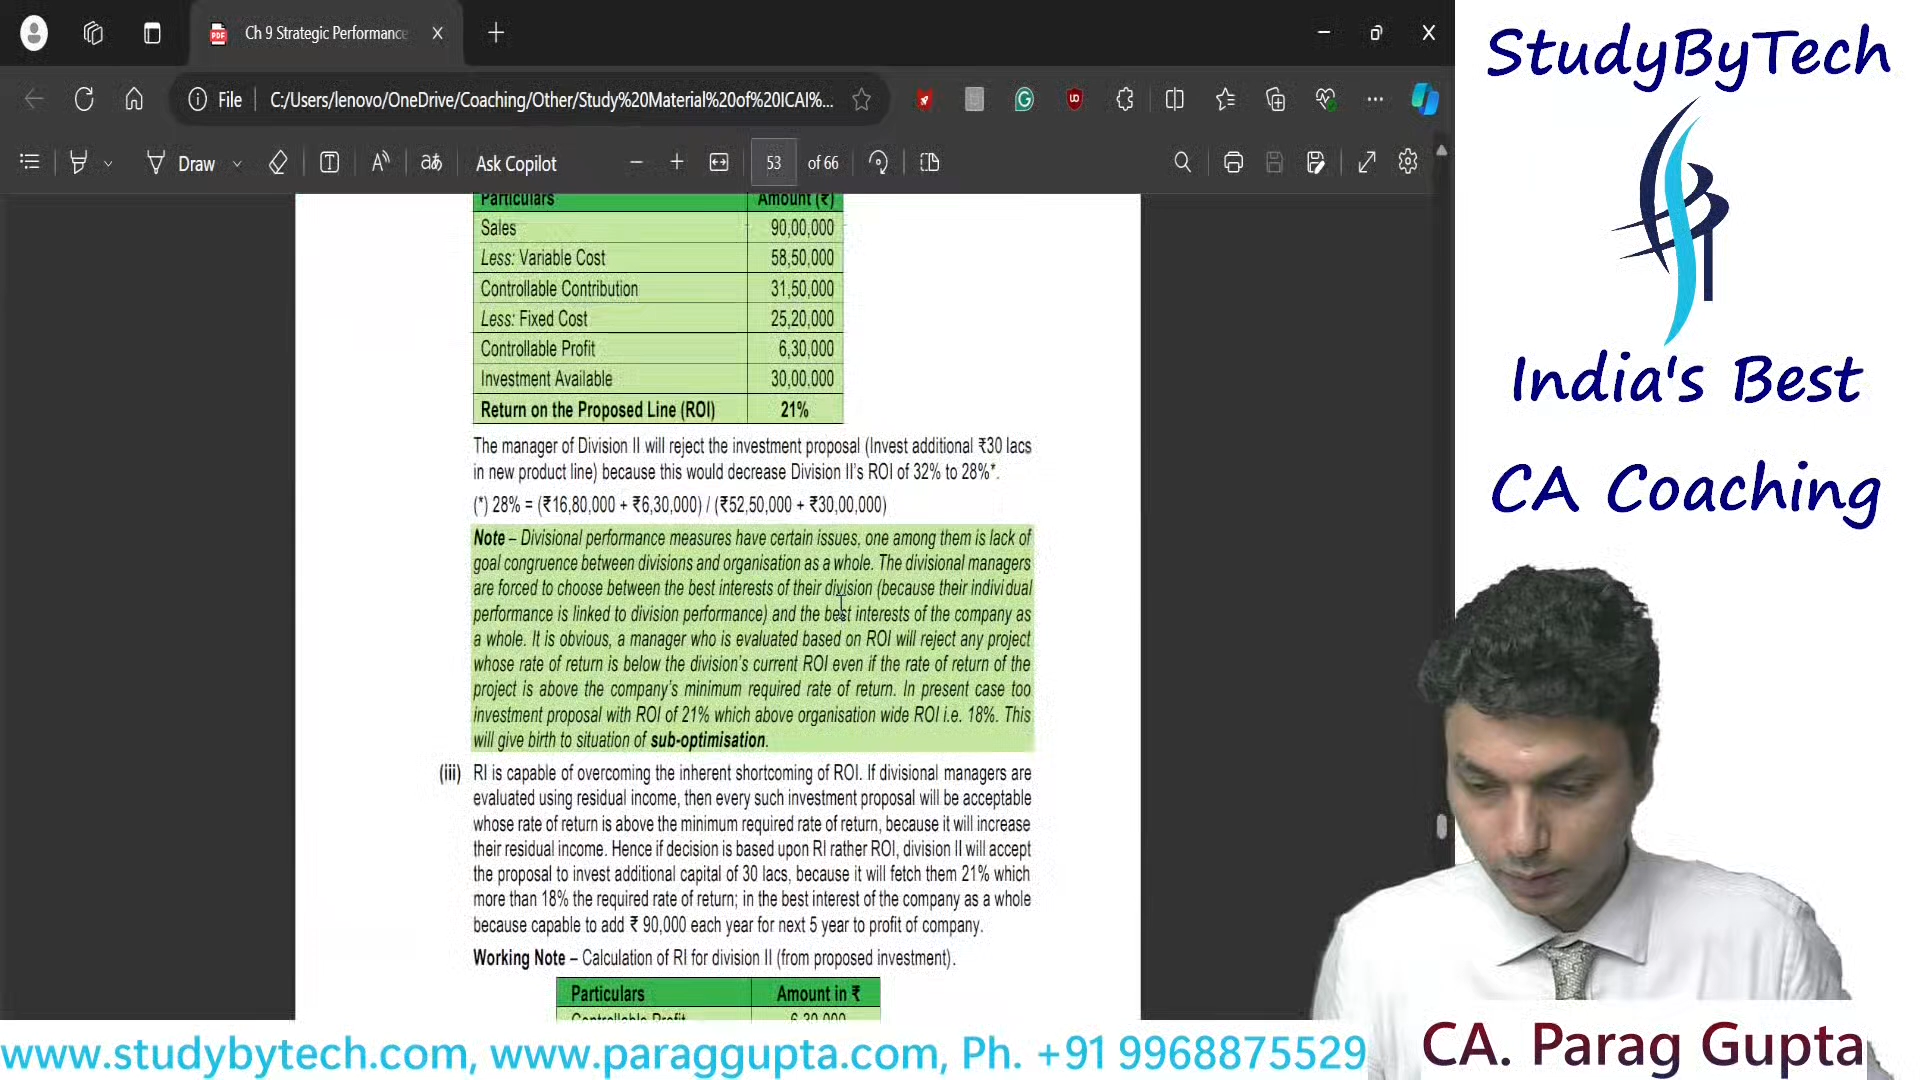 Ch 9 Strategic Performance
File
C:/Users/lenovo/OneDrive/Coaching/Other/Study%20Material%20of%20ICAI%...
Draw
Ask Copilot
53
of 66
Particulars Amount (₹)
Sales 90,00,000
Less: Variable Cost 58,50,000
Controllable Contribution 31,50,000
Less: Fixed Cost 25,20,000
Controllable Profit 6,30,000
Investment Available 30,00,000
Return on the Proposed Line (ROI) 21%
The manager of Division II will reject the investment proposal (Invest additional ₹30 lacs
in new product line) because this would decrease Division II's ROI of 32% to 28%*.
(*) 28% = (₹16,80,000 + ₹6,30,000) / (₹52,50,000 + ₹30,00,000)
Note – Divisional performance measures have certain issues, one among them is lack of
goal congruence between divisions and organisation as a whole. The divisional managers
are forced to choose between the best interests of their division (because their individual
performance is linked to division performance) and the best interests of the company as
a whole. It is obvious, a manager who is evaluated based on ROI will reject any project
whose rate of return is below the division's current ROI even if the rate of return of the
project is above the company's minimum required rate of return. In present case too
investment proposal with ROI of 21% which above organisation wide ROI i.e. 18%. This
will give birth to situation of sub-optimisation.
(iii) RI is capable of overcoming the inherent shortcoming of ROI. If divisional managers are
evaluated using residual income, then every such investment proposal will be acceptable
whose rate of return is above the minimum required rate of return, because it will increase
their residual income. Hence if decision is based upon RI rather ROI, division II will accept
the proposal to invest additional capital of 30 lacs, because it will fetch them 21% which
more than 18% the required rate of return; in the best interest of the company as a whole
because capable to add ₹ 90,000 each year for next 5 year to profit of company.
Working Note – Calculation of RI for division II (from proposed investment).
Particulars Amount in ₹
Controllable Profit 6,30,000
StudyByTech
India's Best
CA Coaching
www.studybytech.com, www.paraggupta.com, Ph. +91 9968875529
CA. Parag Gupta